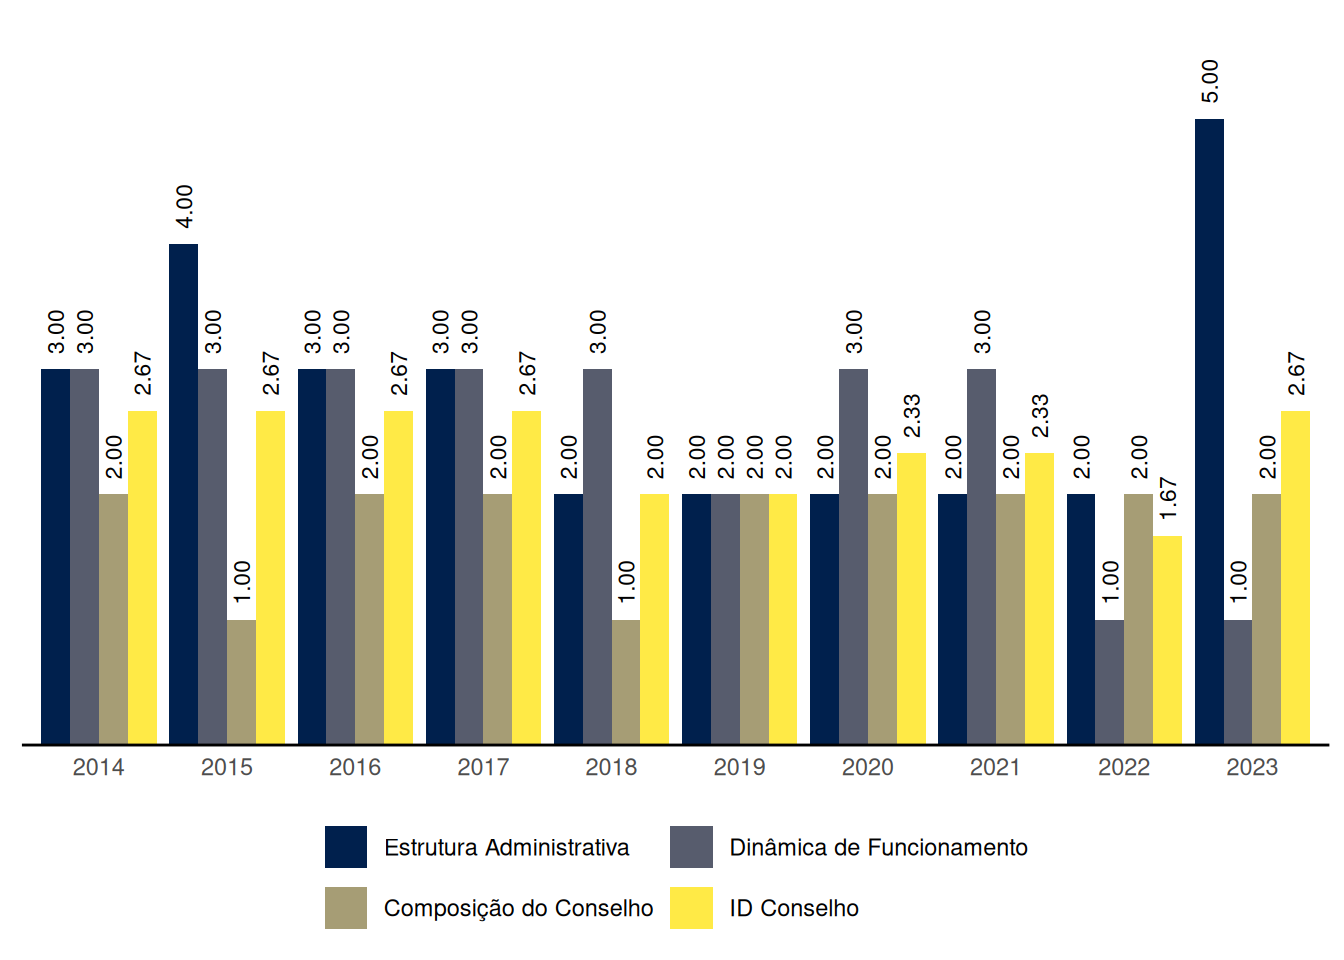 5.00
4.00
3.00 3.00 3.00 3.00 3.00 3.00 3.00 3.00 3.00 3.00
2.67 2.67 2.67 2.67 2.67
2.33 2.33
2.00 2.00 2.00 2.00 2.00 2.00 2.00 2.00 2.00 2.00 2.00 2.00 2.00 2.00 2.00 2.00 2.00
1.67
1.00 1.00 1.00 1.00
2014 2015 2016 2017 2018 2019 2020 2021 2022 2023
Estrutura Administrativa Dinâmica de Funcionamento
Composição do Conselho ID Conselho